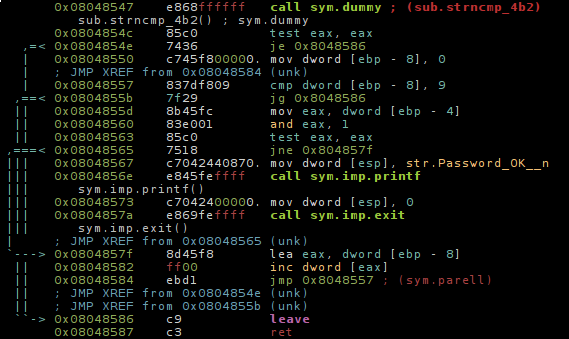 0x08048547 e868ffffff call sym.dummy ; (sub.strncmp_4b2)
sub.strncmp_4b2() ; sym.dummy
0x0804854c 85c0 test eax, eax
,=< 0x0804854e 7436 je 0x8048586
| 0x08048550 c745f800000. mov dword [ebp - 8], 0
| ; JMP XREF from 0x08048584 (unk)
| 0x08048557 837df809 cmp dword [ebp - 8], 9
,==< 0x0804855b 7f29 jg 0x8048586
|| 0x0804855d 8b45fc mov eax, dword [ebp - 4]
|| 0x08048560 83e001 and eax, 1
|| 0x08048563 85c0 test eax, eax
,===< 0x08048565 7518 jne 0x804857f
||| 0x08048567 c7042440870. mov dword [esp], str.Password_OK__n
||| 0x0804856e e845feffff call sym.imp.printf
||| sym.imp.printf()
||| 0x08048573 c7042400000. mov dword [esp], 0
||| 0x0804857a e869feffff call sym.imp.exit
||| sym.imp.exit()
| ; JMP XREF from 0x08048565 (unk)
`---> 0x0804857f 8d45f8 lea eax, dword [ebp - 8]
|| 0x08048582 ff00 inc dword [eax]
|| 0x08048584 ebd1 jmp 0x8048557 ; (sym.parell)
|| ; JMP XREF from 0x0804854e (unk)
|| ; JMP XREF from 0x0804855b (unk)
``-> 0x08048586 c9 leave
0x08048587 c3 ret